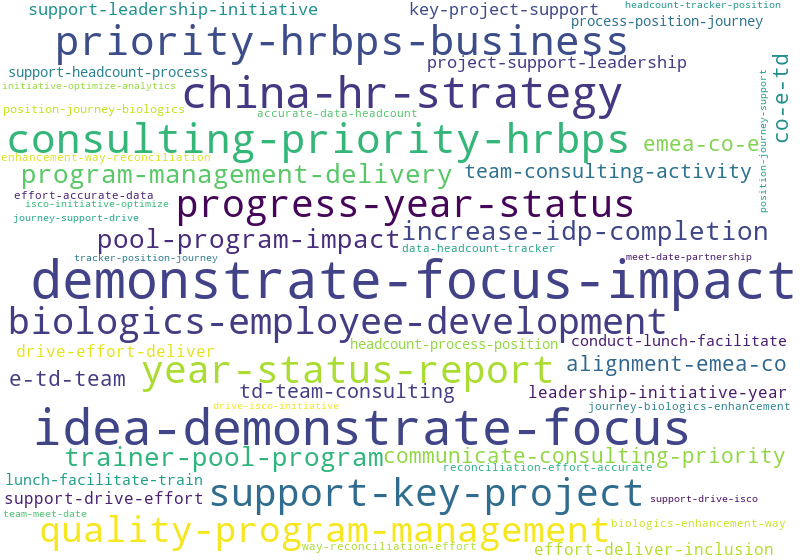 support-leadership-initiative
key-project-support
headcount-tracker-position
process-position-journey
priority-hrbps-business
project-support-leadership
support-headcount-process
initiative-optimize-analytics
china-hr-strategy
position-journey-biologics
accurate-data-headcount
co-e-td
position-journey-support
consulting-priority-hrbps
emea-co-e
enhancement-way-reconciliation
program-management-delivery
team-consulting-activity
effort-accurate-data
isco-initiative-optimize
journey-support-drive
progress-year-status
pool-program-impact
increase-idp-completion
data-headcount-tracker
tracker-position-journey
meet-date-partnership
demonstrate-focus-impact
biologics-employee-development
drive-effort-deliver
headcount-process-position
conduct-lunch-facilitate
e-td-team
year-status-report
alignment-emea-co
td-team-consulting
leadership-initiative-year
drive-isco-initiative
journey-biologics-enhancement
idea-demonstrate-focus
trainer-pool-program
communicate-consulting-priority
reconciliation-effort-accurate
lunch-facilitate-train
support-drive-effort
support-key-project
support-drive-isco
team-meet-date
quality-program-management
biologics-enhancement-way
way-reconciliation-effort
effort-deliver-inclusion